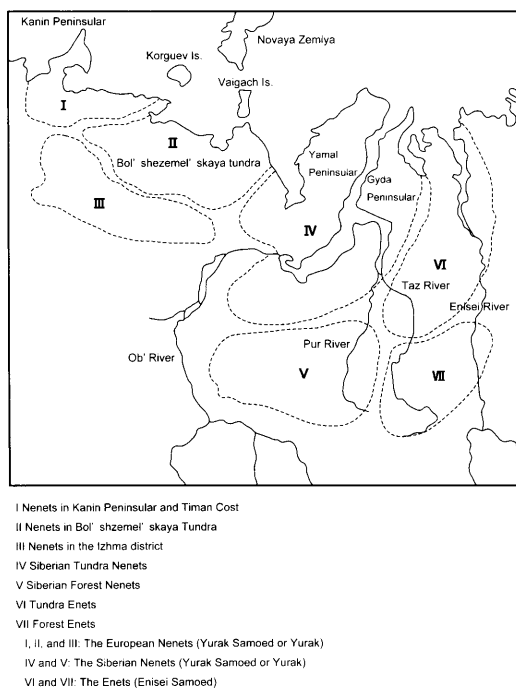 Kanin Peninsular
Novaya Zemiya
Korguev Is.
Vaigach Is.
I
II
Bol' shezemel' skaya tundra
III
Yamal
Peninsuiar
Gyda
Peninsular
IV
VI
Taz River
Enisei River
Pur River
Ob' River
V
VII
I Nenets in Kanin Peninsular and Timan Cost
II Nenets in Bol' shzemel' skaya Tundra
III Nenets in the Izhma district
IV Siberian Tundra Nenets
V Siberian Forest Nenets
VI Tundra Enets
VII Forest Enets
I, II, and III: The European Nenets (Yurak Samoed or Yurak)
IV and V: The Siberian Nenets (Yurak Samoed or Yurak)
VI and VII: The Enets (Enisei Samoed)